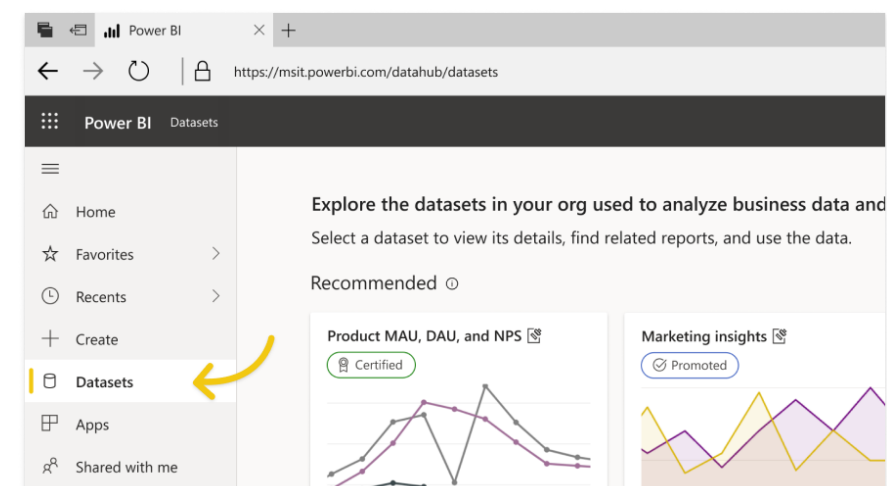 Power BI
https://msit.powerbi.com/datahub/datasets
Power BI Datasets
Home
Favorites
Recents
Create
Datasets
Apps
Shared with me
Explore the datasets in your org used to analyze business data and
Select a dataset to view its details, find related reports, and use the data.
Recommended
Product MAU, DAU, and NPS
Certified
Marketing insights
Promoted